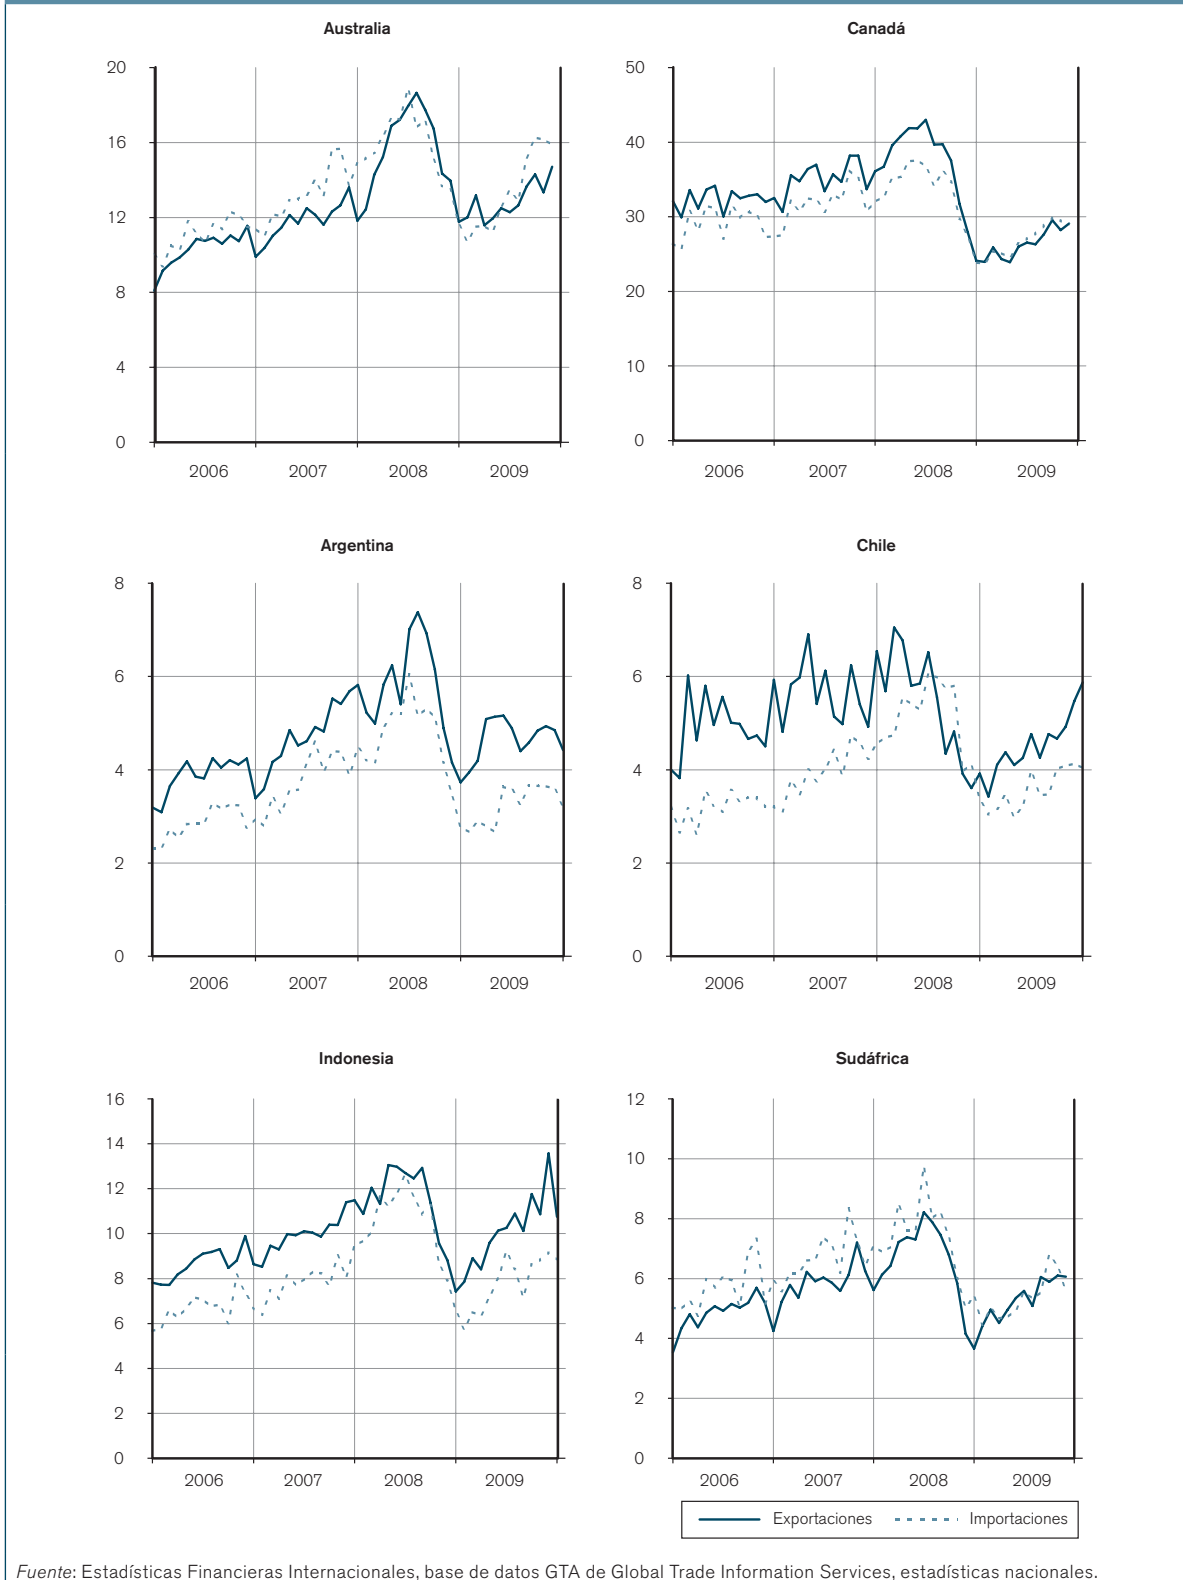 Australia
20
16
12
8
4
0
2006 2007 2008 2009
Canadá
50
40
30
20
10
0
2006 2007 2008 2009
Argentina
8
6
4
2
0
2006 2007 2008 2009
Chile
8
6
4
2
0
2006 2007 2008 2009
Indonesia
16
14
12
10
8
6
4
2
0
2006 2007 2008 2009
Sudáfrica
12
10
8
6
4
2
0
2006 2007 2008 2009
Exportaciones Importaciones
Fuente: Estadísticas Financieras Internacionales, base de datos GTA de Global Trade Information Services, estadísticas nacionales.